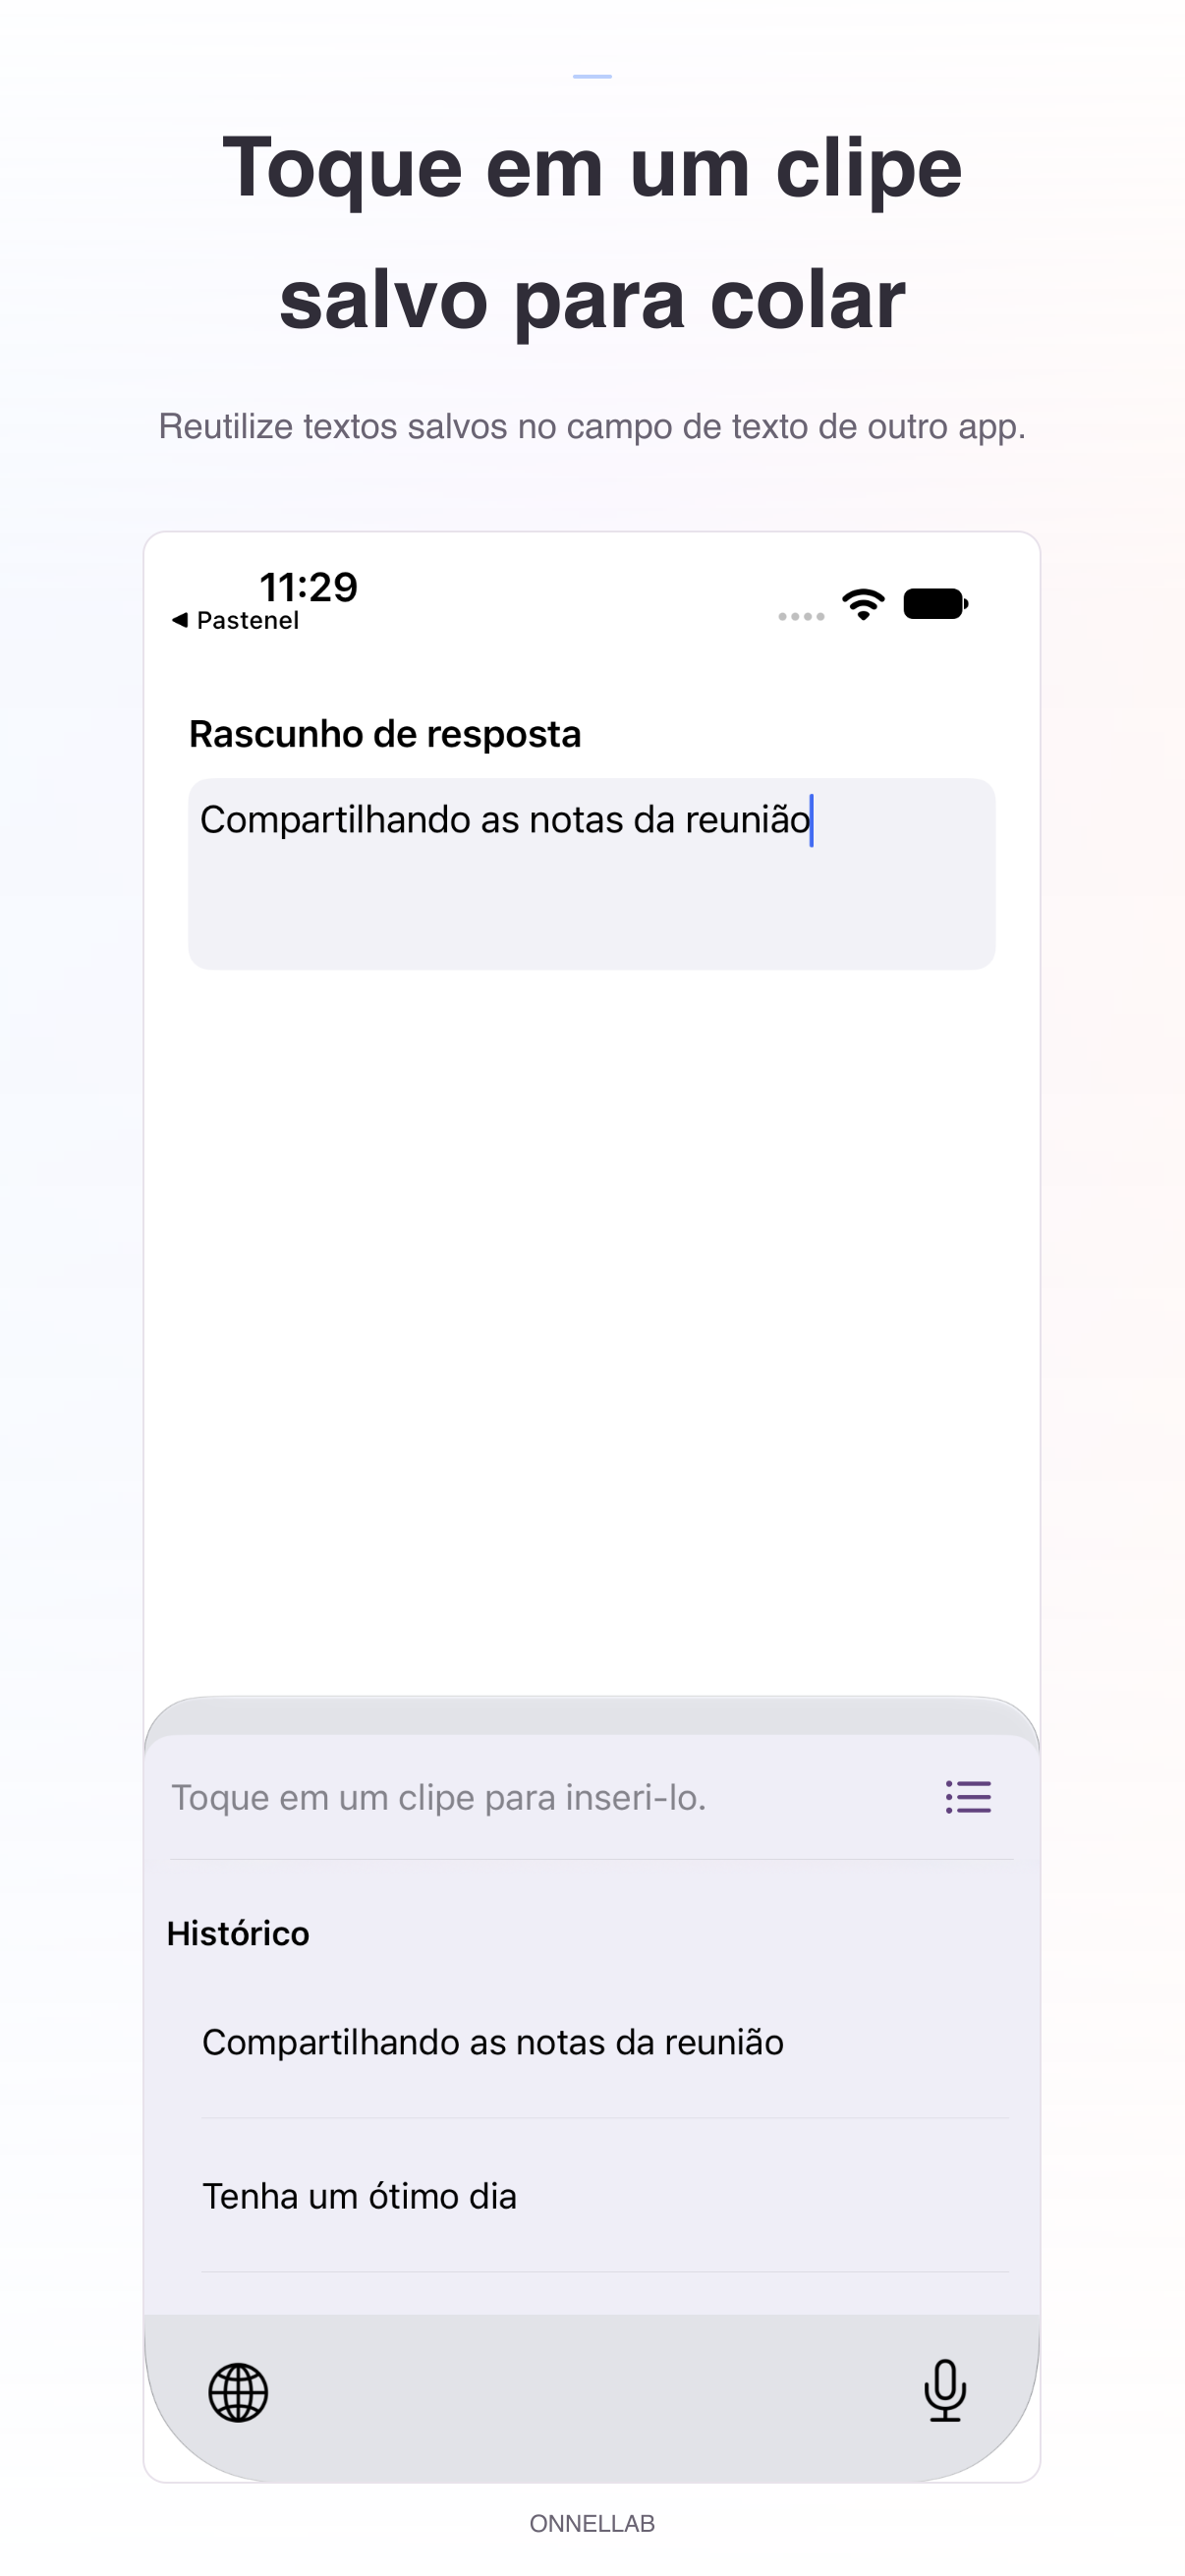 Toque em um clipe
salvo para colar
Reutilize textos salvos no campo de texto de outro app.
11:29
Pastenel
Rascunho de resposta
Compartilhando as notas da reunião
Toque em um clipe para inseri-lo.
Histórico
Compartilhando as notas da reunião
Tenha um ótimo dia
ONNELLAB